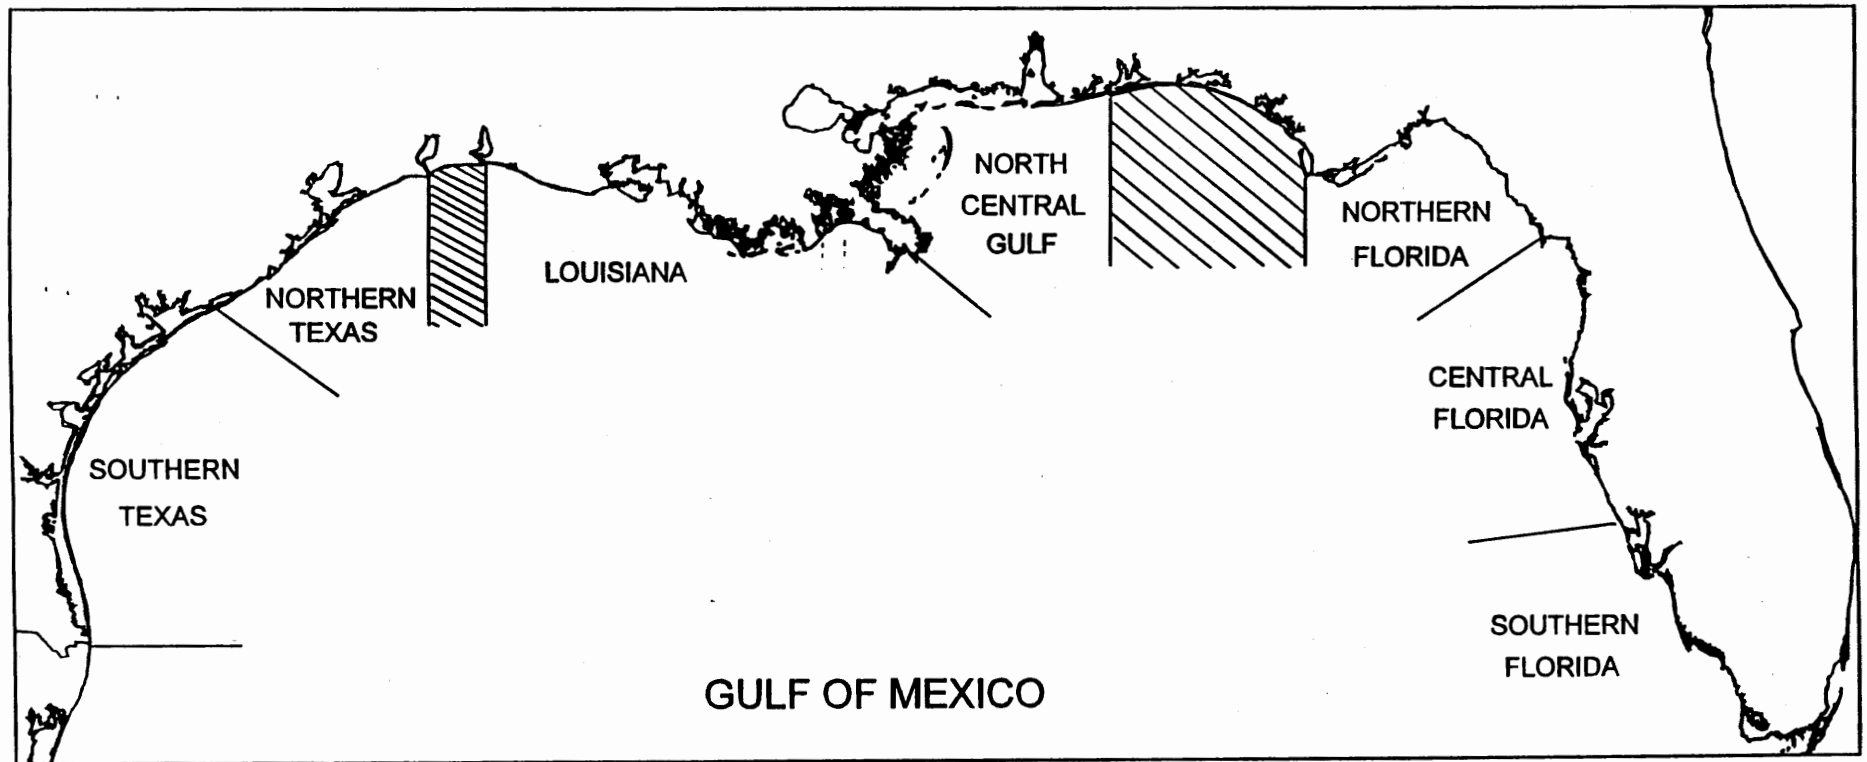 NORTH
CENTRAL
GULF
NORTHERN
FLORIDA
LOUISIANA
NORTHERN
TEXAS
CENTRAL
FLORIDA
SOUTHERN
TEXAS
SOUTHERN
FLORIDA
GULF OF MEXICO